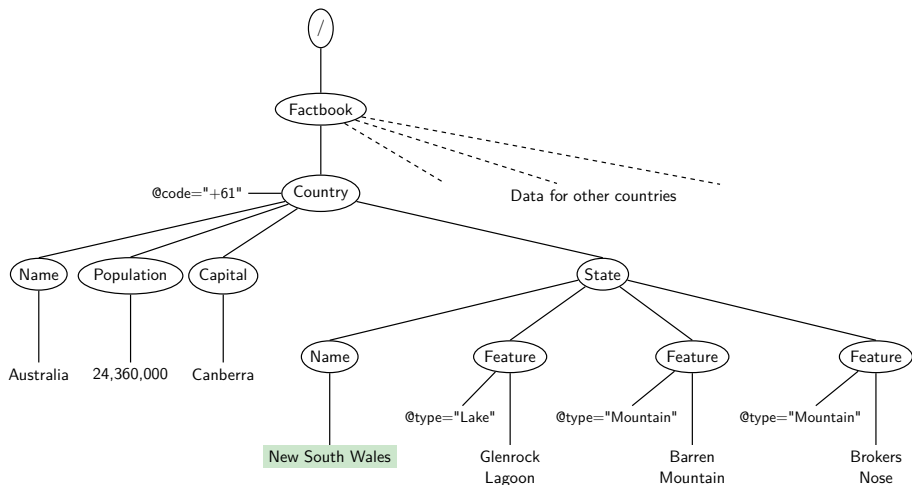 /
Factbook
@code="+61"
Country
Data for other countries
Name
Population
Capital
State
Australia
24,360,000
Canberra
Name
Feature
Feature
Feature
@type="Lake"
@type="Mountain"
@type="Mountain"
New South Wales
Glenrock
Lagoon
Barren
Mountain
Brokers
Nose